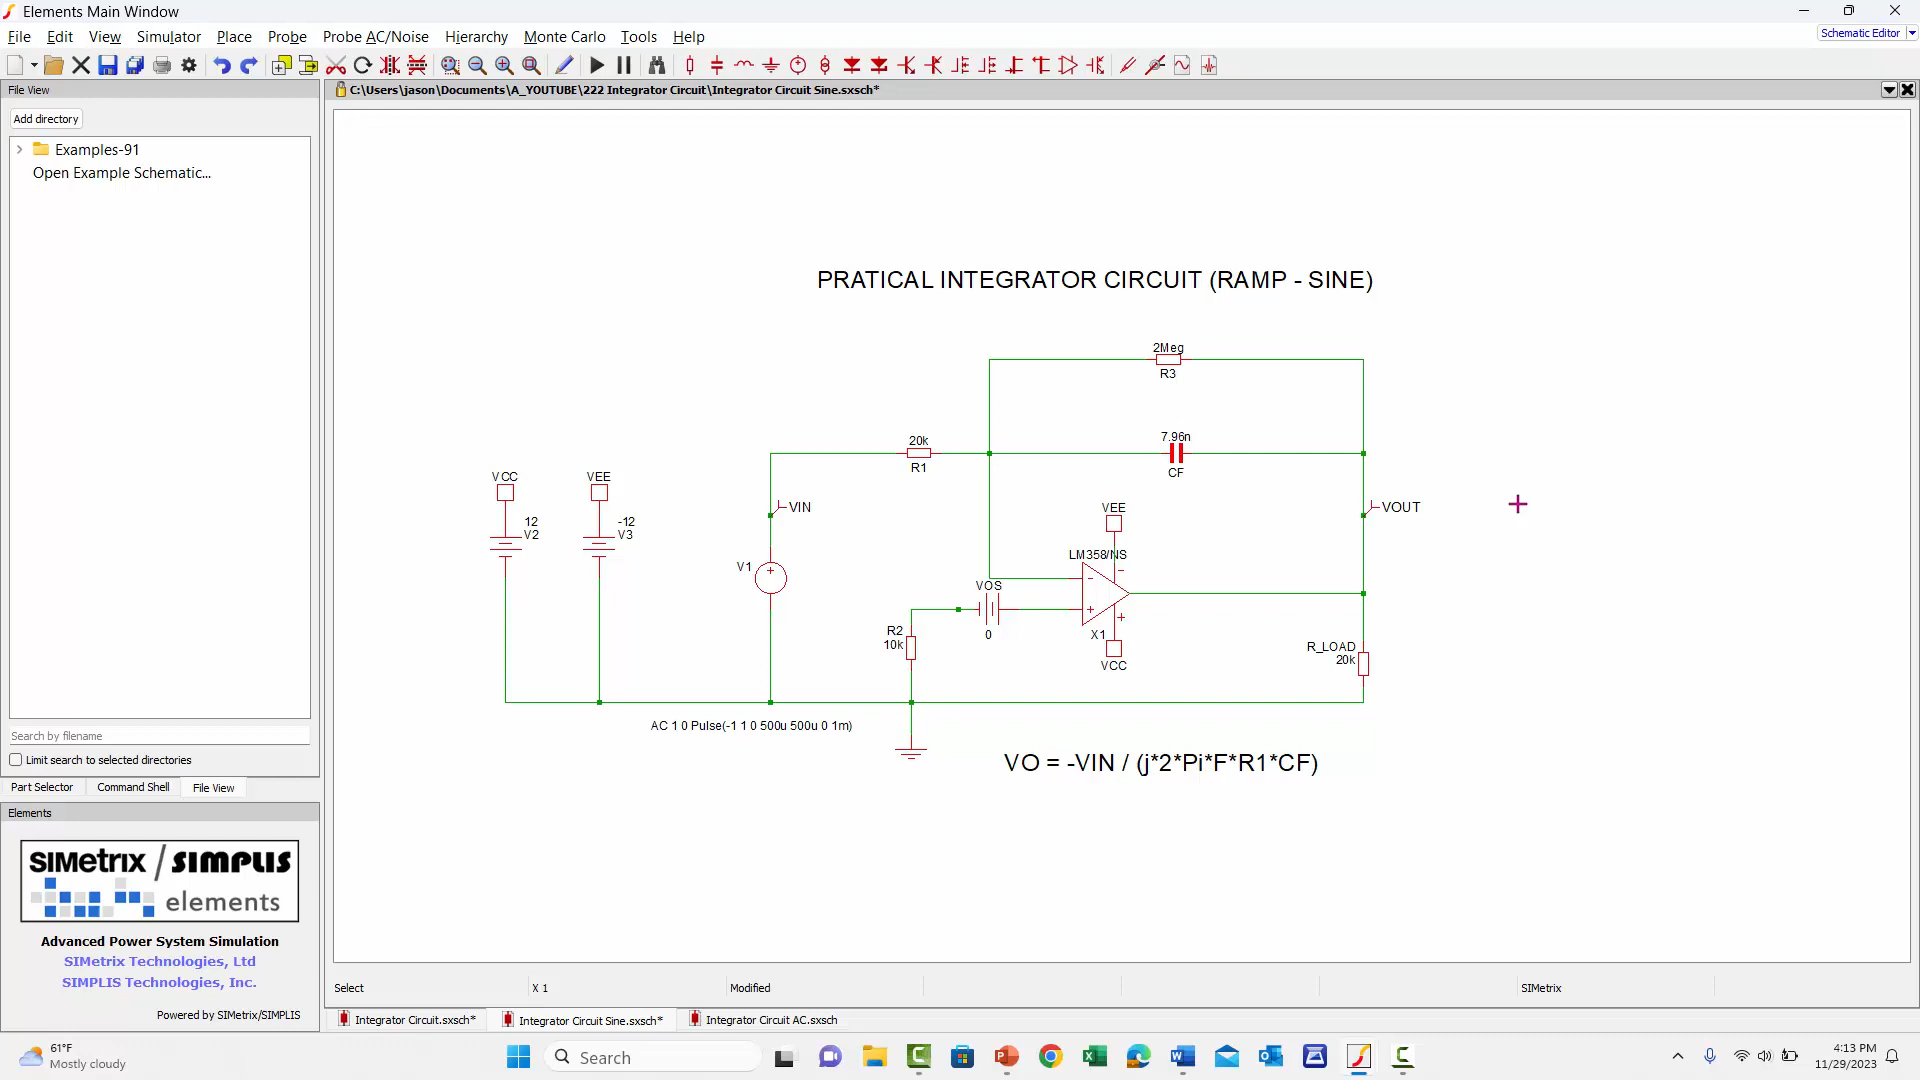 Elements Main Window
File Edit View Simulator Place Probe Probe AC/Noise Hierarchy Monte Carlo Tools Help
Schematic Editor
File View
C:\Users\jason\Documents\A_YOUTUBE\222 Integrator Circuit\Integrator Circuit Sine.sxsch*
Add directory
Examples-91
Open Example Schematic...
PRATICAL INTEGRATOR CIRCUIT (RAMP - SINE)
2Meg
R3
20k
R1
7.96n
CF
VCC
VEE
12
V2
-12
V3
VIN
V1
VEE
LM358/NS
VOUT
VOS
0
R2
10k
X1
VCC
R_LOAD
20k
AC 1 0 Pulse(-1 1 0 500u 500u 0 1m)
VO = -VIN / (j*2*Pi*F*R1*CF)
Search by filename
Limit search to selected directories
Part Selector Command Shell File View
Elements
SIMetrix / SIMPLIS
elements
Advanced Power System Simulation
SIMetrix Technologies, Ltd
SIMPLIS Technologies, Inc.
Powered by SIMetrix/SIMPLIS
Select X 1 Modified SIMetrix
Integrator Circuit.sxsch* Integrator Circuit Sine.sxsch* Integrator Circuit AC.sxsch
61°F
Mostly cloudy
Search
4:13 PM
11/29/2023